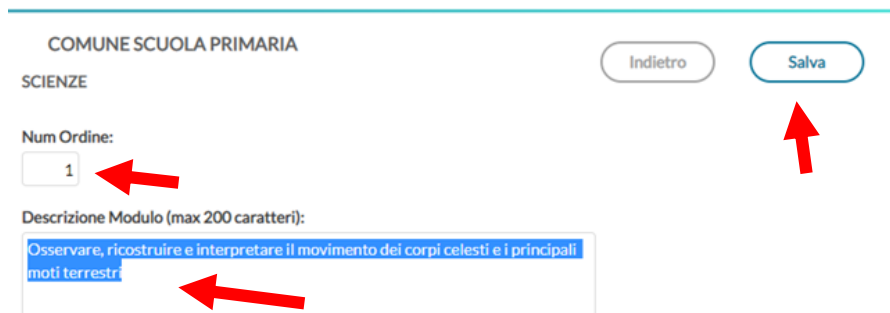 COMUNE SCUOLA PRIMARIA
Indietro
Salva
SCIENZE
Num Ordine:
1
Descrizione Modulo (max 200 caratteri):
Osservare, ricostruire e interpretare il movimento dei corpi celesti e i principali
moti terrestri